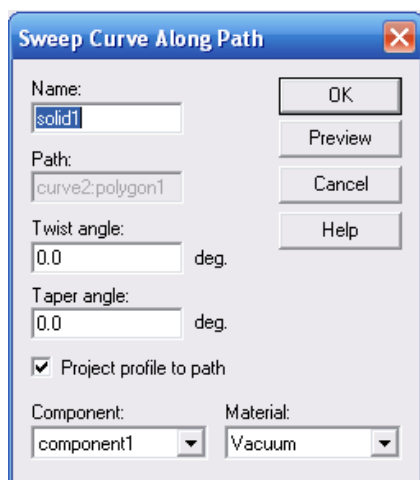 Sweep Curve Along Path
Name:
solid1
Path:
curve2:polygon1
Twist angle:
0.0 deg.
Taper angle:
0.0 deg.
Project profile to path
Component:
component1
Material:
Vacuum
OK
Preview
Cancel
Help